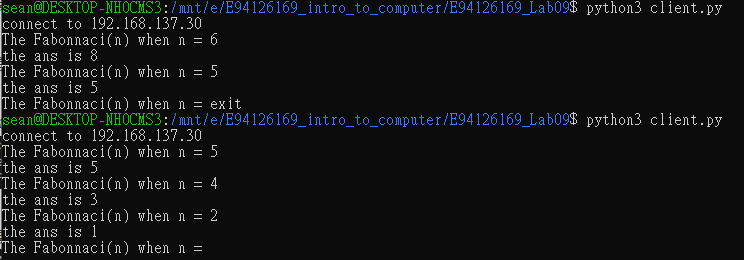 sean@DESKTOP-NHOCMS3:/mnt/e/E94126169_intro_to_computer/E94126169_Lab09$ python3 client.py
connect to 192.168.137.30
The Fabonnaci(n) when n = 6
the ans is 8
The Fabonnaci(n) when n = 5
the ans is 5
The Fabonnaci(n) when n = exit
sean@DESKTOP-NHOCMS3:/mnt/e/E94126169_intro_to_computer/E94126169_Lab09$ python3 client.py
connect to 192.168.137.30
The Fabonnaci(n) when n = 5
the ans is 5
The Fabonnaci(n) when n = 4
the ans is 3
The Fabonnaci(n) when n = 2
the ans is 1
The Fabonnaci(n) when n =